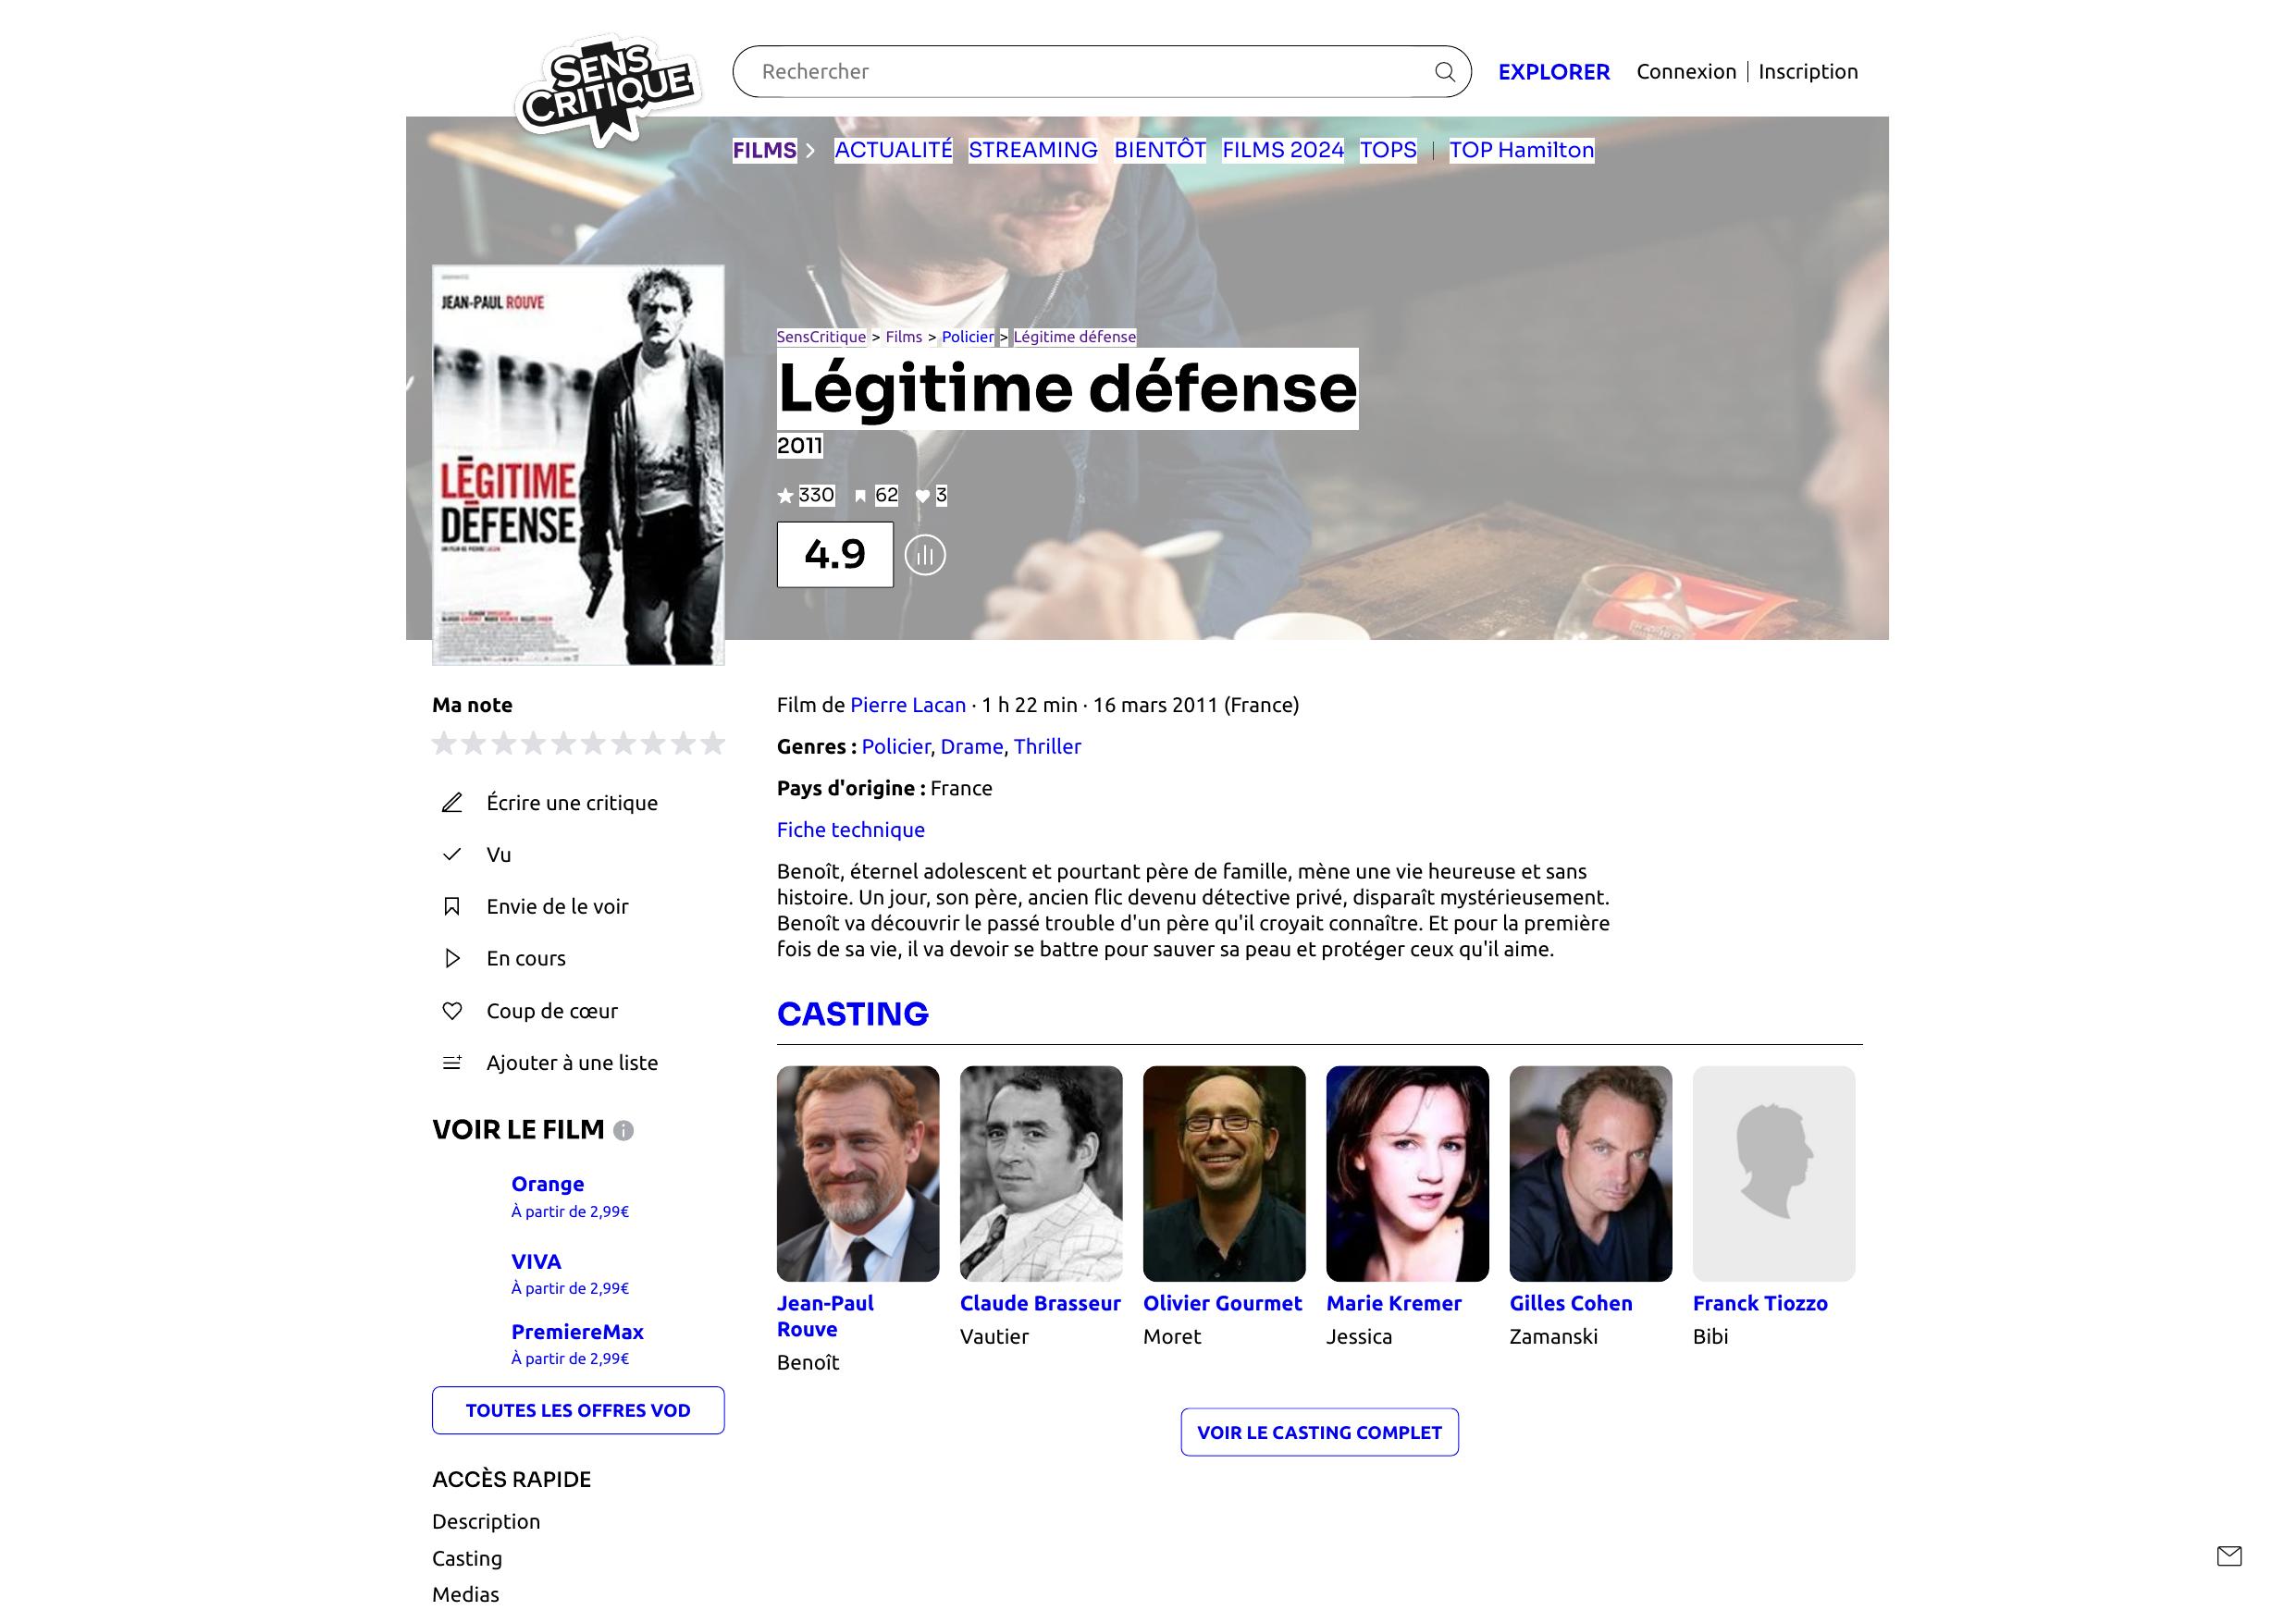 SENS
CRITIQUE
Rechercher
EXPLORER
Connexion | Inscription
FILMS
ACTUALITÉ STREAMING BIENTÔT FILMS 2024 TOPS | TOP Hamilton
JEAN-PAUL ROUVE
LÉGITIME
DÉFENSE
UN FILM DE PIERRE LACAN
SensCritique > Films > Policier > Légitime défense
Légitime défense
2011
330 62 3
4.9
Ma note
Écrire une critique
Vu
Envie de le voir
En cours
Coup de cœur
Ajouter à une liste
VOIR LE FILM
Orange
À partir de 2,99€
VIVA
À partir de 2,99€
PremiereMax
À partir de 2,99€
TOUTES LES OFFRES VOD
ACCÈS RAPIDE
Description
Casting
Medias
Film de Pierre Lacan · 1 h 22 min · 16 mars 2011 (France)
Genres : Policier, Drame, Thriller
Pays d'origine : France
Fiche technique
Benoît, éternel adolescent et pourtant père de famille, mène une vie heureuse et sans
histoire. Un jour, son père, ancien flic devenu détective privé, disparaît mystérieusement.
Benoît va découvrir le passé trouble d'un père qu'il croyait connaître. Et pour la première
fois de sa vie, il va devoir se battre pour sauver sa peau et protéger ceux qu'il aime.
CASTING
Jean-Paul
Rouve
Benoît
Claude Brasseur
Vautier
Olivier Gourmet
Moret
Marie Kremer
Jessica
Gilles Cohen
Zamanski
Franck Tiozzo
Bibi
VOIR LE CASTING COMPLET